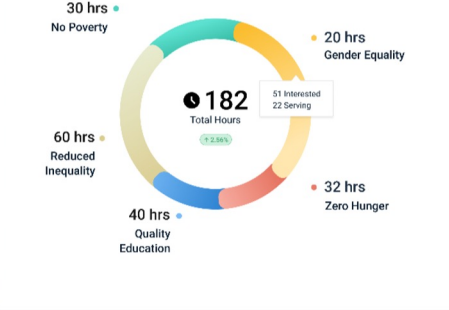 30 hrs
No Poverty
20 hrs
Gender Equality
51 Interested
22 Serving
182
Total Hours
↑ 2.56%
60 hrs
Reduced
Inequality
32 hrs
Zero Hunger
40 hrs
Quality
Education